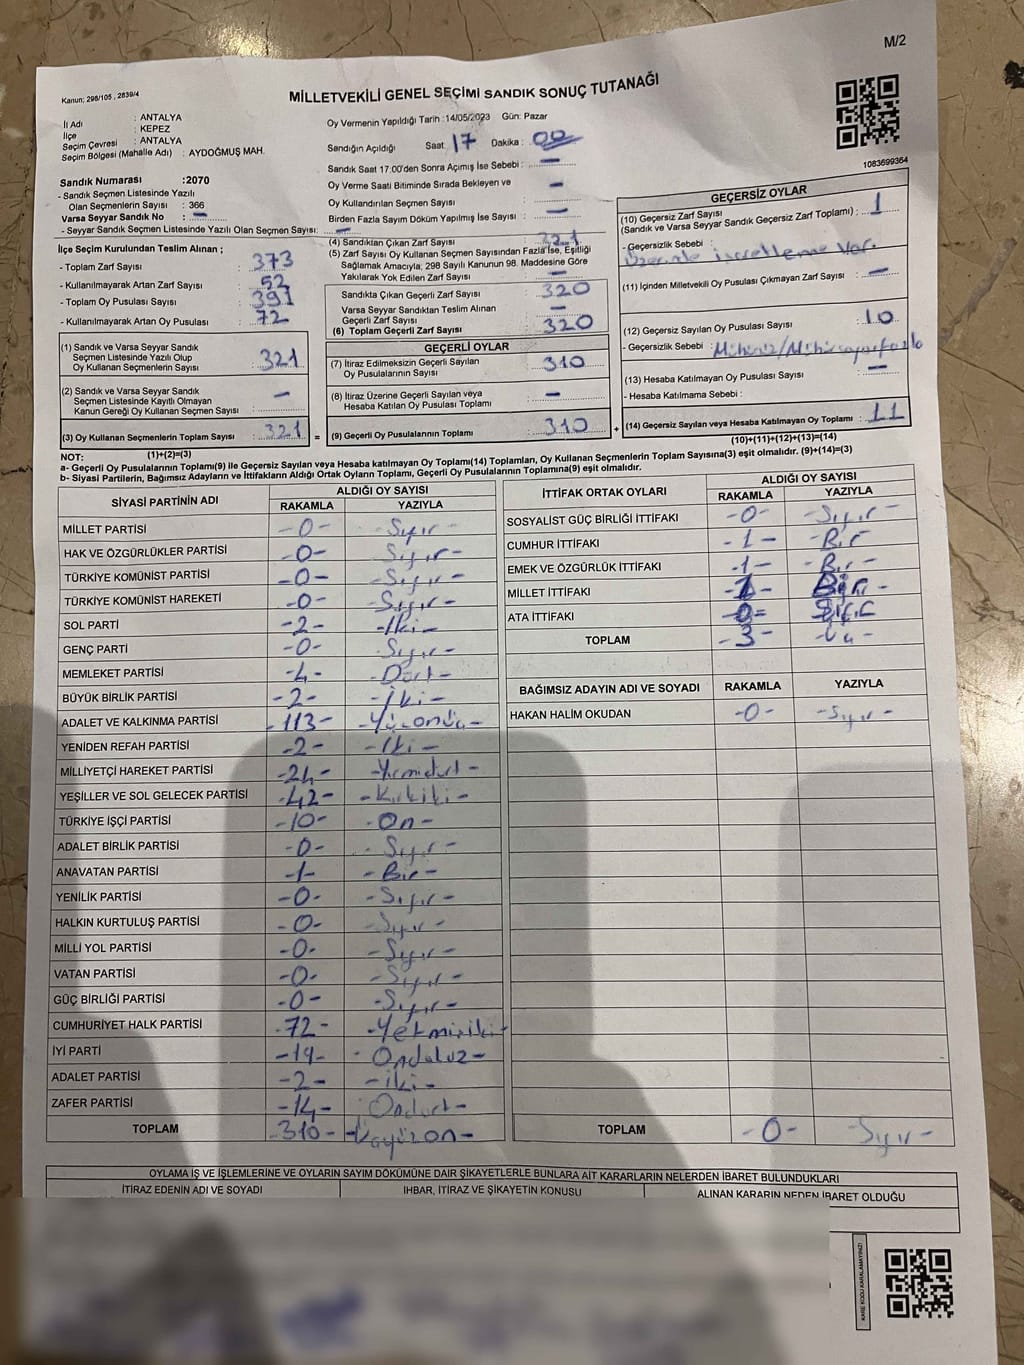 M/2
Kanun; 298/105 , 2839/4
MİLLETVEKİLİ GENEL SEÇİMİ SANDIK SONUÇ TUTANAĞI
İl Adı : ANTALYA
İlçe : KEPEZ
Seçim Çevresi : ANTALYA
Seçim Bölgesi (Mahalle Adı) : AYDOĞMUŞ MAH.
Oy Vermenin Yapıldığı Tarih :14/05/2023 Gün: Pazar
Sandığın Açıldığı Saat: 17 Dakika : 00
Sandık Saat 17:00'den Sonra Açımış İse Sebebi : -
Oy Verme Saati Bitiminde Sırada Bekleyen ve
Oy Kullandırılan Seçmen Sayısı : -
Birden Fazla Sayım Döküm Yapılmış İse Sayısı : -
1083699364
Sandık Numarası :2070
- Sandık Seçmen Listesinde Yazılı
Olan Seçmenlerin Sayısı : 366
Varsa Seyyar Sandık No : -
- Seyyar Sandık Seçmen Listesinde Yazılı Olan Seçmen Sayısı: -
İlçe Seçim Kurulundan Teslim Alınan ;
- Toplam Zarf Sayısı : 373
- Kullanılmayarak Artan Zarf Sayısı : 52
- Toplam Oy Pusulası Sayısı : 391
- Kullanılmayarak Artan Oy Pusulası : 72
(1) Sandık ve Varsa Seyyar Sandık
Seçmen Listesinde Yazılı Olup
Oy Kullanan Seçmenlerin Sayısı : 321
(2) Sandık ve Varsa Seyyar Sandık
Seçmen Listesinde Kayıtlı Olmayan
Kanun Gereği Oy Kullanan Seçmen Sayısı : -
(3) Oy Kullanan Seçmenlerin Toplam Sayısı : 321 =
(4) Sandıktan Çıkan Zarf Sayısı : 321
(5) Zarf Sayısı Oy Kullanan Seçmen Sayısından Fazla İse, Eşitliği
Sağlamak Amacıyla, 298 Sayılı Kanunun 98. Maddesine Göre
Yakılarak Yok Edilen Zarf Sayısı : -
Sandıkta Çıkan Geçerli Zarf Sayısı : 320
Varsa Seyyar Sandıktan Teslim Alınan
Geçerli Zarf Sayısı : -
(6) Toplam Geçerli Zarf Sayısı : 320
GEÇERLİ OYLAR
(7) İtiraz Edilmeksizin Geçerli Sayılan
Oy Pusulalarının Sayısı : 310
(8) İtiraz Üzerine Geçerli Sayılan veya
Hesaba Katılan Oy Pusulası Toplamı : -
(9) Geçerli Oy Pusulalarının Toplamı : 310 +
GEÇERSİZ OYLAR
(10) Geçersiz Zarf Sayısı
(Sandık ve Varsa Seyyar Sandık Geçersiz Zarf Toplamı) : 1
- Geçersizlik Sebebi :
Üzerinde işaretleme var.
(11) İçinden Milletvekili Oy Pusulası Çıkmayan Zarf Sayısı : -
(12) Geçersiz Sayılan Oy Pusulası Sayısı : 10
- Geçersizlik Sebebi :
(13) Hesaba Katılmayan Oy Pusulası Sayısı : -
- Hesaba Katılmama Sebebi :
(14) Geçersiz Sayılan veya Hesaba Katılmayan Oy Toplamı : 11
NOT: (1)+(2)=(3) (10)+(11)+(12)+(13)=(14)
a- Geçerli Oy Pusulalarının Toplamı(9) ile Geçersiz Sayılan veya Hesaba katılmayan Oy Toplamı(14) Toplamları, Oy Kullanan Seçmenlerin Toplam Sayısına(3) eşit olmalıdır. (9)+(14)=(3)
b- Siyasi Partilerin, Bağımsız Adayların ve İttifakların Aldığı Ortak Oyların Toplamı, Geçerli Oy Pusulalarının Toplamına(9) eşit olmalıdır.
SİYASİ PARTİNİN ADI ALDIĞI OY SAYISI
RAKAMLA YAZIYLA
MİLLET PARTİSİ -0- -Sıfır-
HAK VE ÖZGÜRLÜKLER PARTİSİ -0- -Sıfır-
TÜRKİYE KOMÜNİST PARTİSİ -0- -Sıfır-
TÜRKİYE KOMÜNİST HAREKETİ -0- -Sıfır-
SOL PARTİ -2- -İki-
GENÇ PARTİ -0- -Sıfır-
MEMLEKET PARTİSİ -4- -Dört-
BÜYÜK BİRLİK PARTİSİ -2- -İki-
ADALET VE KALKINMA PARTİSİ -113- -Yüzonüç-
YENİDEN REFAH PARTİSİ -2- -İki-
MİLLİYETÇİ HAREKET PARTİSİ -24- -Yirmidört-
YEŞİLLER VE SOL GELECEK PARTİSİ -42- -Kırkiki-
TÜRKİYE İŞÇİ PARTİSİ -10- -On-
ADALET BİRLİK PARTİSİ -0- -Sıfır-
ANAVATAN PARTİSİ -1- -Bir-
YENİLİK PARTİSİ -0- -Sıfır-
HALKIN KURTULUŞ PARTİSİ -0- -Sıfır-
MİLLİ YOL PARTİSİ -0- -Sıfır-
VATAN PARTİSİ -0- -Sıfır-
GÜÇ BİRLİĞİ PARTİSİ -0- -Sıfır-
CUMHURİYET HALK PARTİSİ -72- -Yetmişiki-
İYİ PARTİ -19- -Ondokuz-
ADALET PARTİSİ -2- -İki-
ZAFER PARTİSİ -14- -Ondört-
TOPLAM -310- -Üçyüzon-
İTTİFAK ORTAK OYLARI ALDIĞI OY SAYISI
RAKAMLA YAZIYLA
SOSYALİST GÜÇ BİRLİĞİ İTTİFAKI -0- -Sıfır-
CUMHUR İTTİFAKI -1- -Bir
EMEK VE ÖZGÜRLÜK İTTİFAKI -1- -Bir-
MİLLET İTTİFAKI -1- Bir-
ATA İTTİFAKI -0- Sıfır
TOPLAM -3- -Üç-
BAĞIMSIZ ADAYIN ADI VE SOYADI RAKAMLA YAZIYLA
HAKAN HALİM OKUDAN -0- -Sıfır-
TOPLAM -0- -Sıfır-
OYLAMA İŞ VE İŞLEMLERİNE VE OYLARIN SAYIM DÖKÜMÜNE DAİR ŞİKAYETLERLE BUNLARA AİT KARARLARIN NELERDEN İBARET BULUNDUKLARI
İTİRAZ EDENİN ADI VE SOYADI İHBAR, İTİRAZ VE ŞİKAYETİN KONUSU ALINAN KARARIN NEDEN İBARET OLDUĞU
KARE KODU KARALAMAYINIZ!